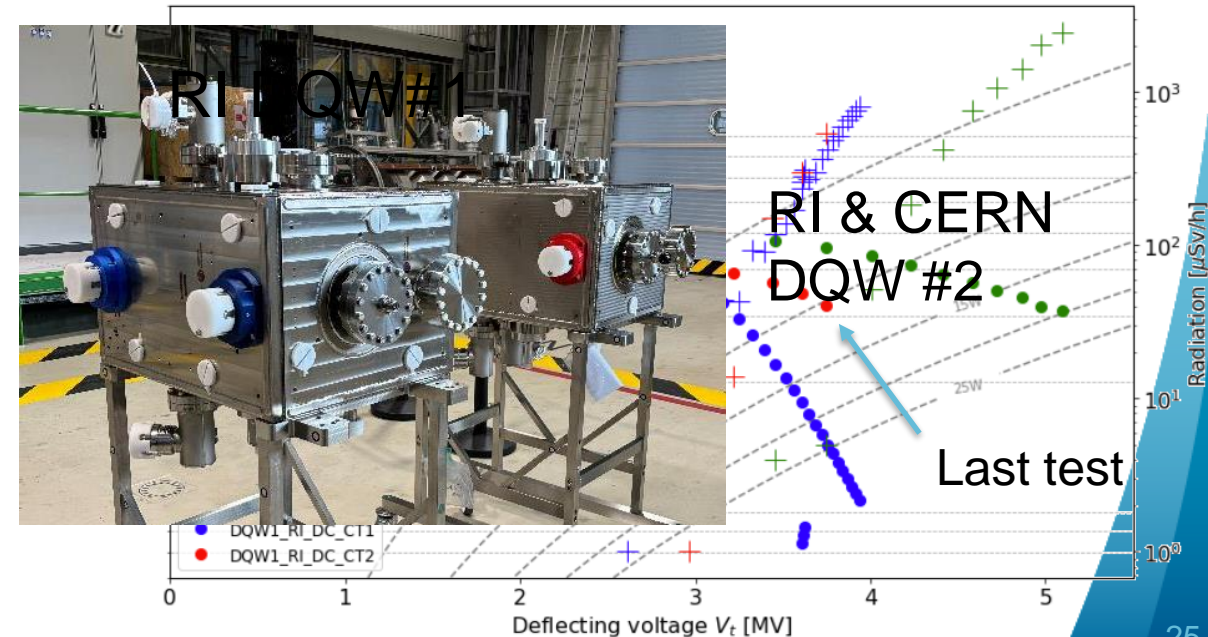 RI DQW#1
10³
RI & CERN
DQW #2
10²
15W
Radiation [µSv/h]
25W
10¹
Last test
DQW1_RI_DC_CT1
DQW1_RI_DC_CT2
10⁰
0
1
2
3
4
5
Deflecting voltage Vₜ [MV]
25